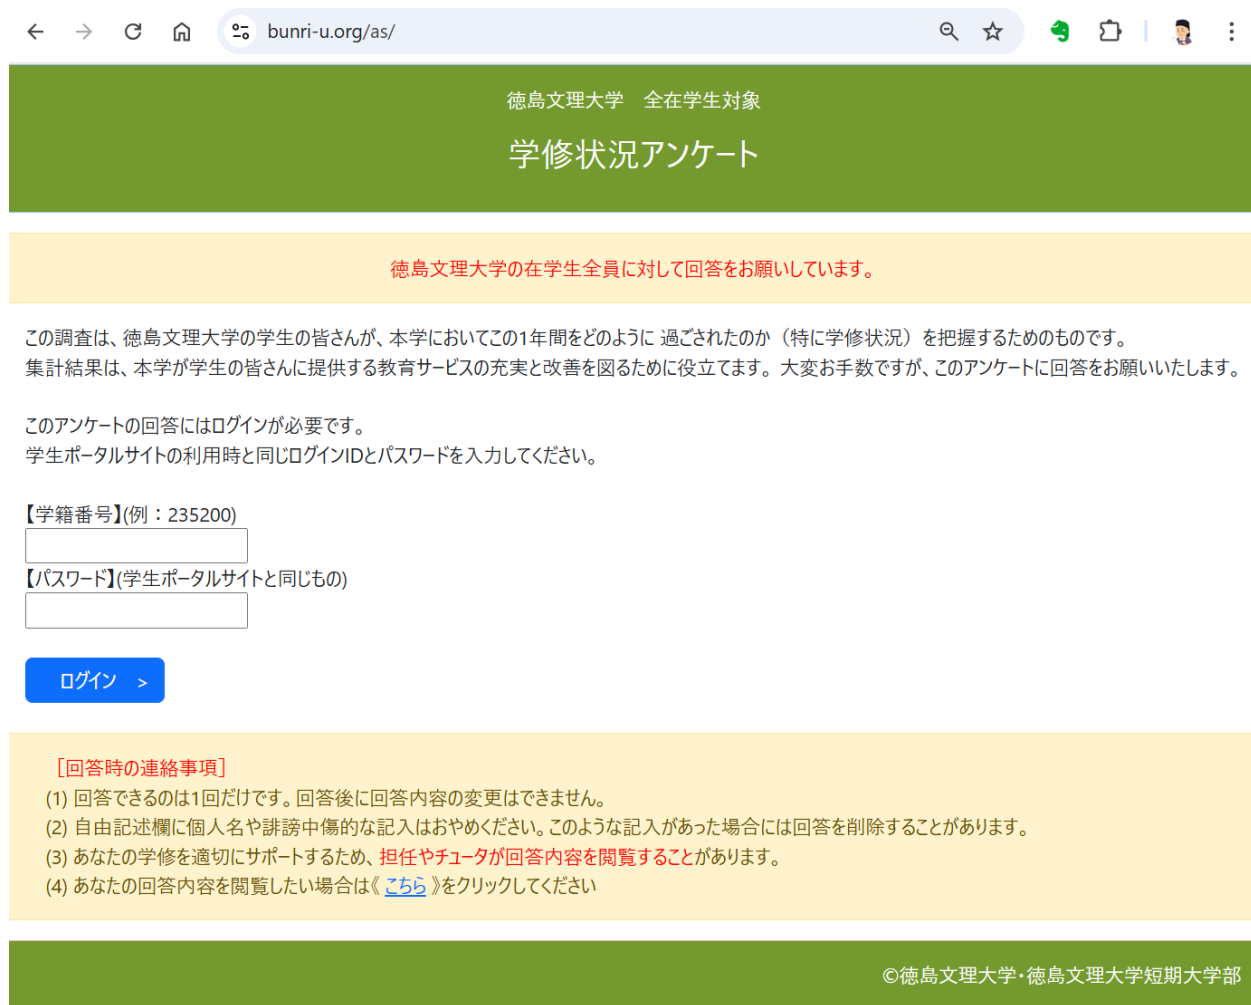 bunri-u.org/as/
徳島文理大学　全在学生対象
学修状況アンケート
徳島文理大学の在学生全員に対して回答をお願いしています。
この調査は、徳島文理大学の学生の皆さんが、本学においてこの1年間をどのように 過ごされたのか（特に学修状況）を把握するためのものです。
集計結果は、本学が学生の皆さんに提供する教育サービスの充実と改善を図るために役立てます。大変お手数ですが、このアンケートに回答をお願いいたします。
このアンケートの回答にはログインが必要です。
学生ポータルサイトの利用時と同じログインIDとパスワードを入力してください。
【学籍番号】(例：235200)
【パスワード】(学生ポータルサイトと同じもの)
ログイン　>
［回答時の連絡事項］
(1) 回答できるのは1回だけです。回答後に回答内容の変更はできません。
(2) 自由記述欄に個人名や誹謗中傷的な記入はおやめください。このような記入があった場合には回答を削除することがあります。
(3) あなたの学修を適切にサポートするため、担任やチュータが回答内容を閲覧することがあります。
(4) あなたの回答内容を閲覧したい場合は《 こちら 》をクリックしてください
©徳島文理大学・徳島文理大学短期大学部